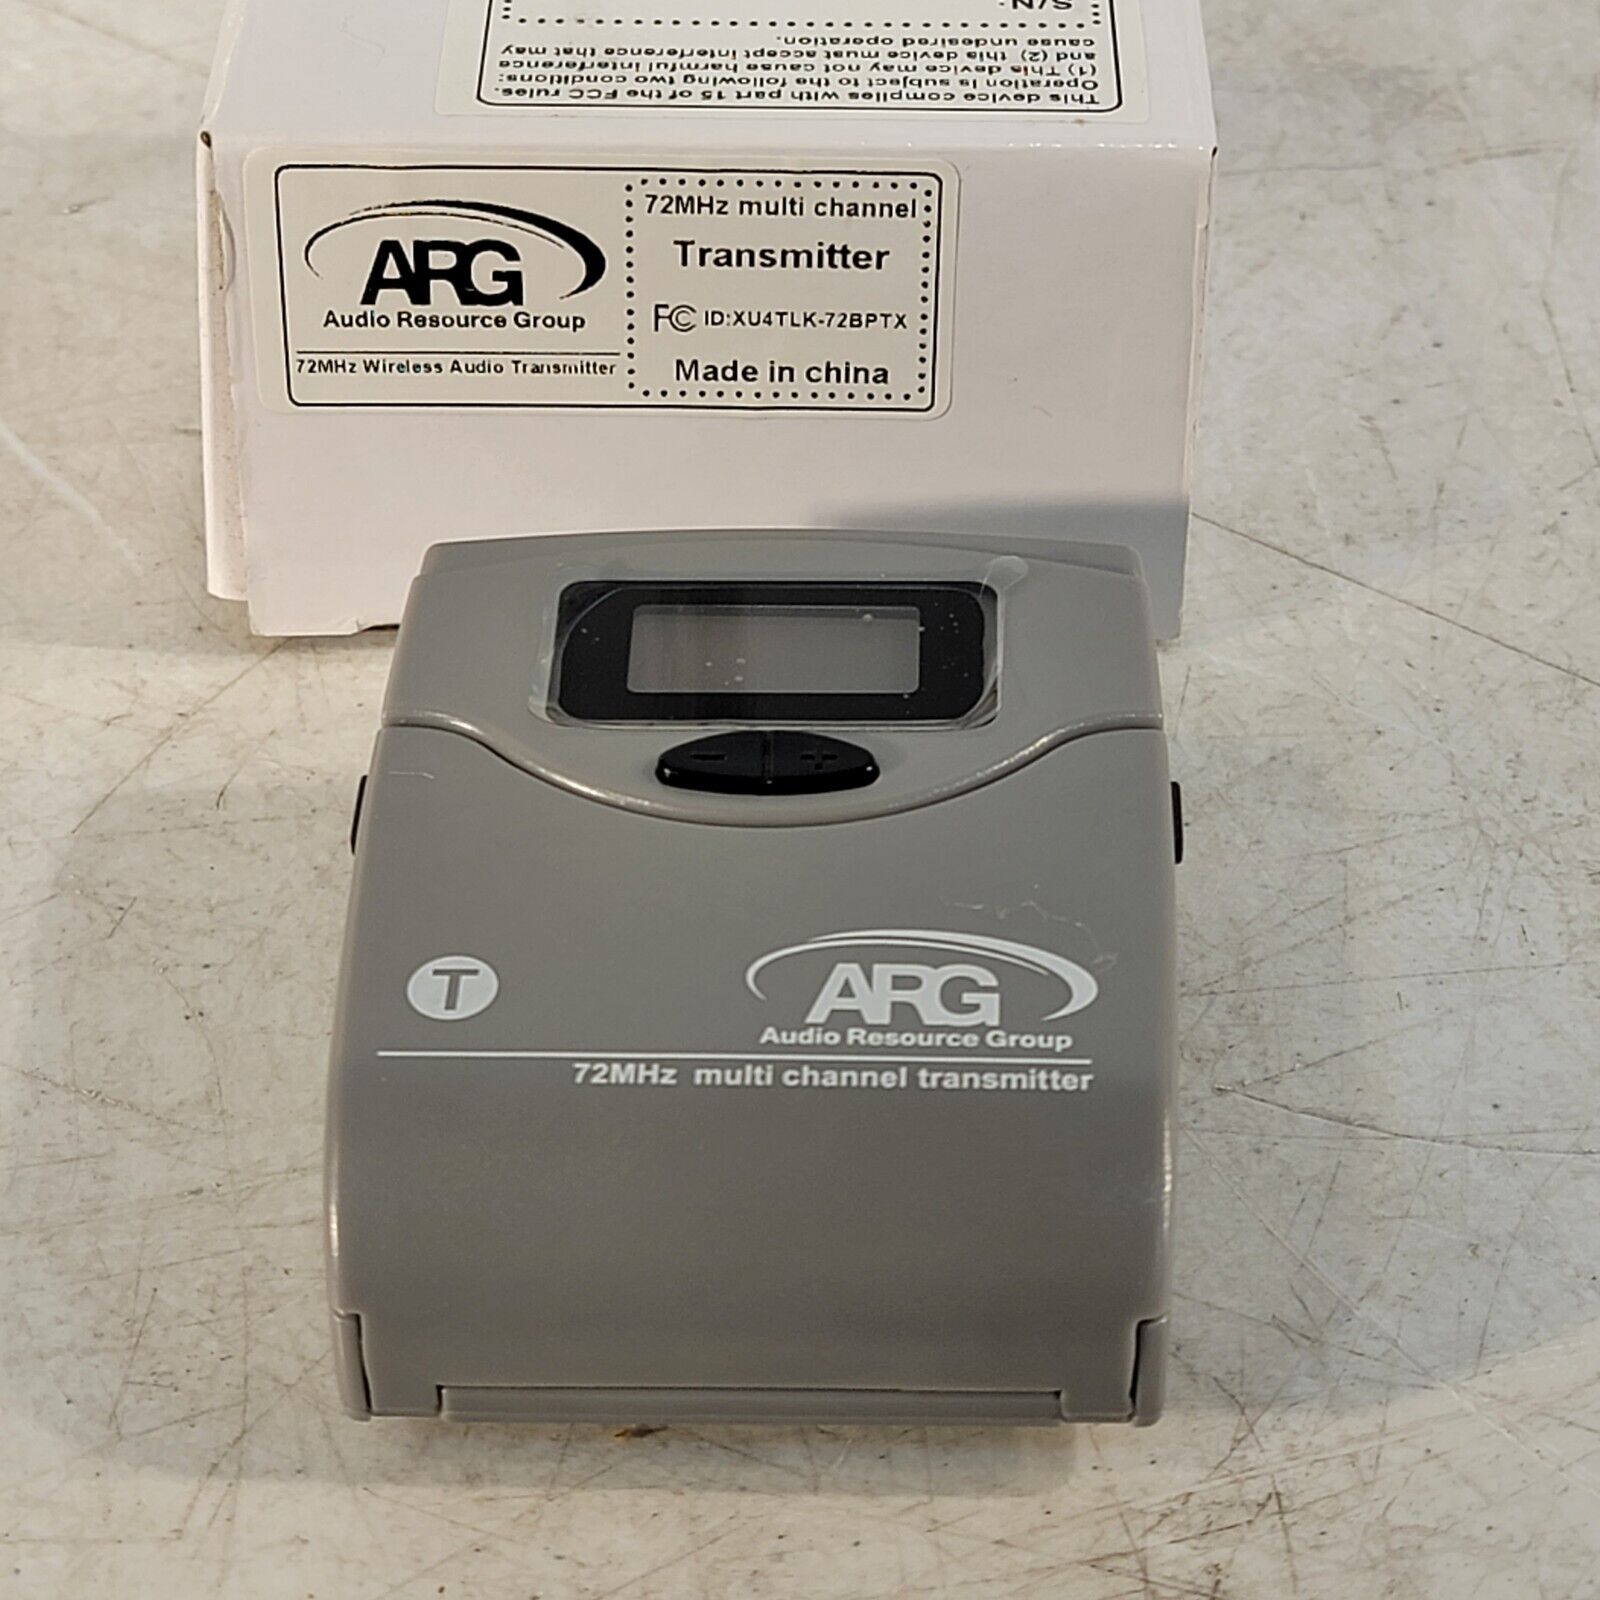 S/N:
This device complies with part 15 of the FCC rules.
Operation is subject to the following two conditions:
(1) This device may not cause harmful interference
and (2) this device must accept interference that may
cause undesired operation.
ARG
Audio Resource Group
72MHz Wireless Audio Transmitter
72MHz multi channel
Transmitter
FC ID:XU4TLK-72BPTX
Made in china
- +
T
ARG
Audio Resource Group
72MHz multi channel transmitter